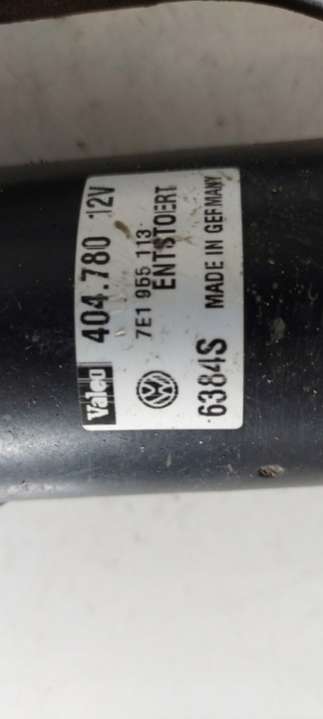 Valeo 404.780 12V
7E1 955 113
ENTSTOERT
6384S MADE IN GERMANY